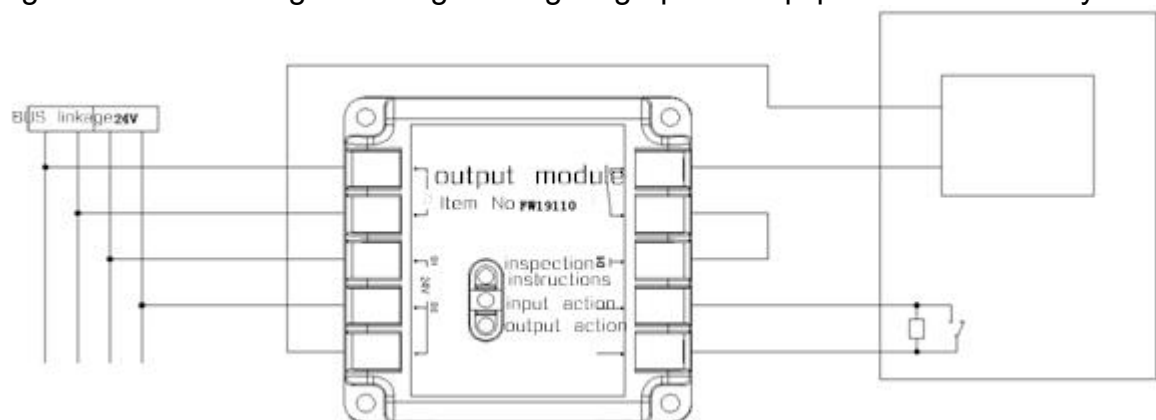 BUS linkage 24V
output module
Item No FW19110
inspection
instructions
input action
output action
24V